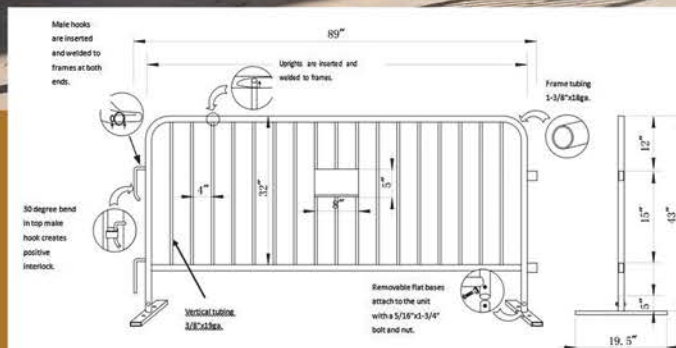 Male hooks
are inserted
and welded to
frames at both
ends.
89"
Uprights are inserted and
welded to frames.
Frame tubing
1-3/8"x18ga.
4"
32"
5"
8"
12"
15"
43"
5"
19.5"
30 degree bend
in top make
hook creates
positive
interlock.
Vertical tubing
3/8"x19ga.
Removable flat bases
attach to the unit
with a 5/16"x1-3/4"
bolt and nut.